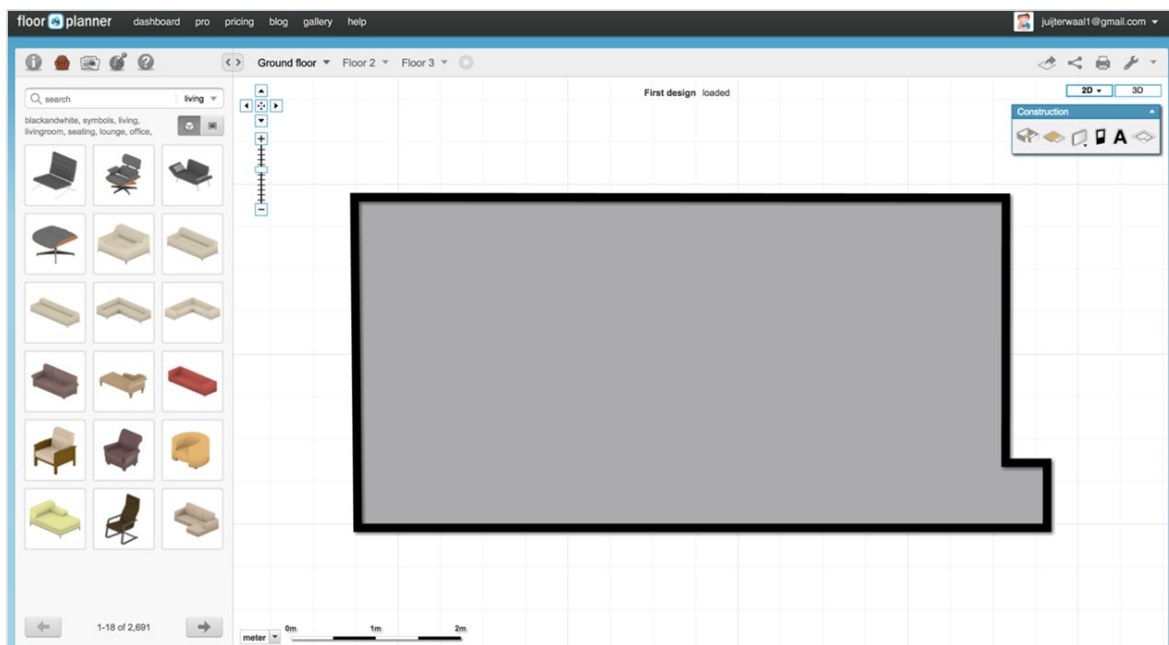 floor planner dashboard pro pricing blog gallery help juijterwaal1@gmail.com
Ground floor Floor 2 Floor 3
search living
blackandwhite, symbols, living,
livingroom, seating, lounge, office,
First design loaded
2D 3D
Construction
A
1-18 of 2,691
meter 0m 1m 2m